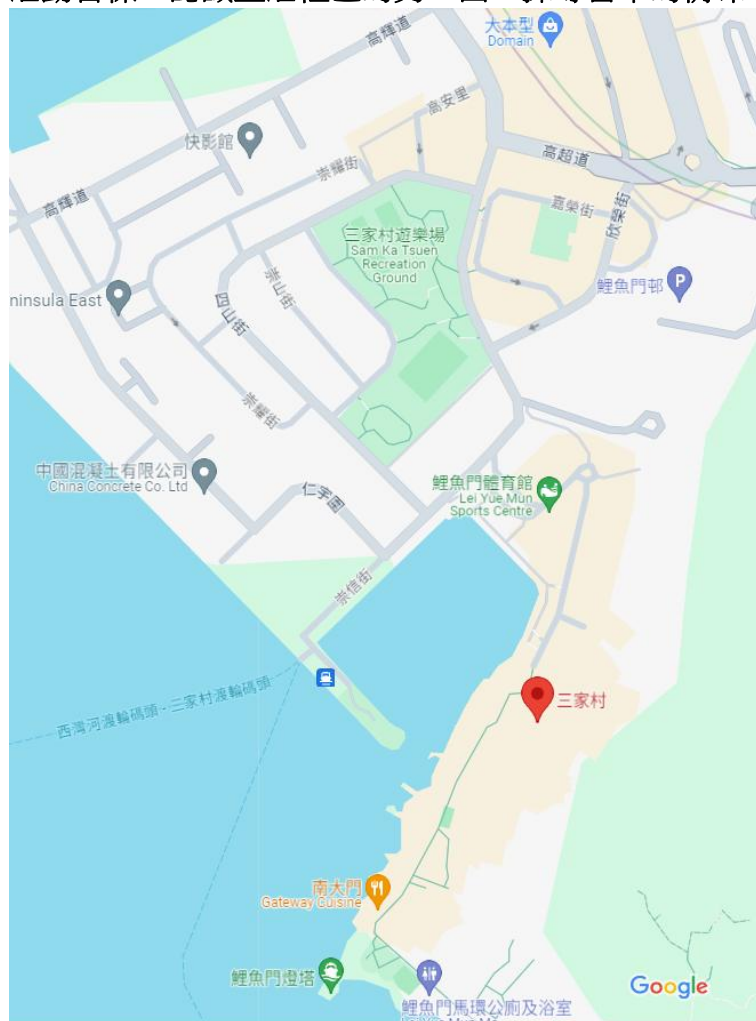 大本型
Domain
高輝道
高安里
快影館
崇耀街
高超道
嘉榮街
欣榮街
高輝道
三家村遊樂場
Sam Ka Tsuen
Recreation
Ground
崇山街
鯉魚門邨
P
ninsula East
四山街
崇耀街
中國混凝土有限公司
China Concrete Co. Ltd
仁宇圍
鯉魚門體育館
Lei Yue Mun
Sports Centre
崇信街
三家村
西灣河渡輪碼頭 - 三家村渡輪碼頭
南大門
Gateway Cuisine
鯉魚門燈塔
鯉魚門馬環公廁及浴室
Google